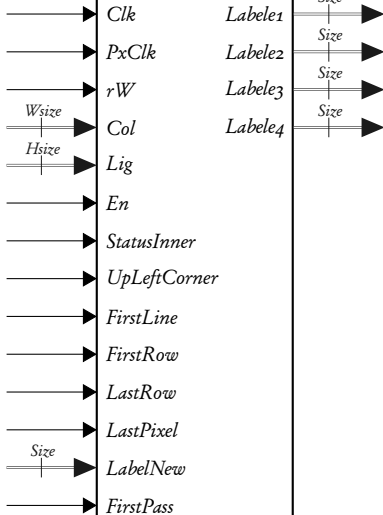 Size
Clk Labele1
Size
PxClk Labele2
Size
rW Labele3
Wsize Size
Col Labele4
Hsize
Lig
En
StatusInner
UpLeftCorner
FirstLine
FirstRow
LastRow
LastPixel
Size
LabelNew
FirstPass